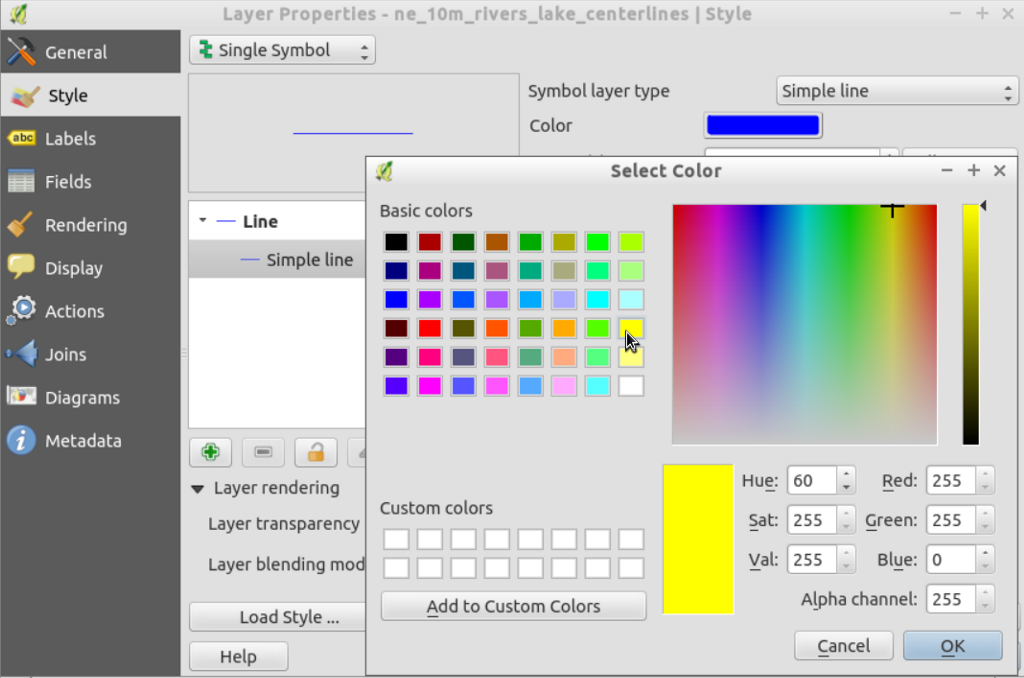 Layer Properties - ne_10m_rivers_lake_centerlines | Style
General
Style
Labels
abc
Fields
Rendering
Display
Actions
Joins
Diagrams
Metadata
Single Symbol
Symbol layer type
Simple line
Color
Line
Simple line
Layer rendering
Layer transparency
Layer blending mod
Load Style ...
Help
Select Color
Basic colors
Custom colors
Add to Custom Colors
Hue: 60
Red: 255
Sat: 255
Green: 255
Val: 255
Blue: 0
Alpha channel: 255
Cancel
OK